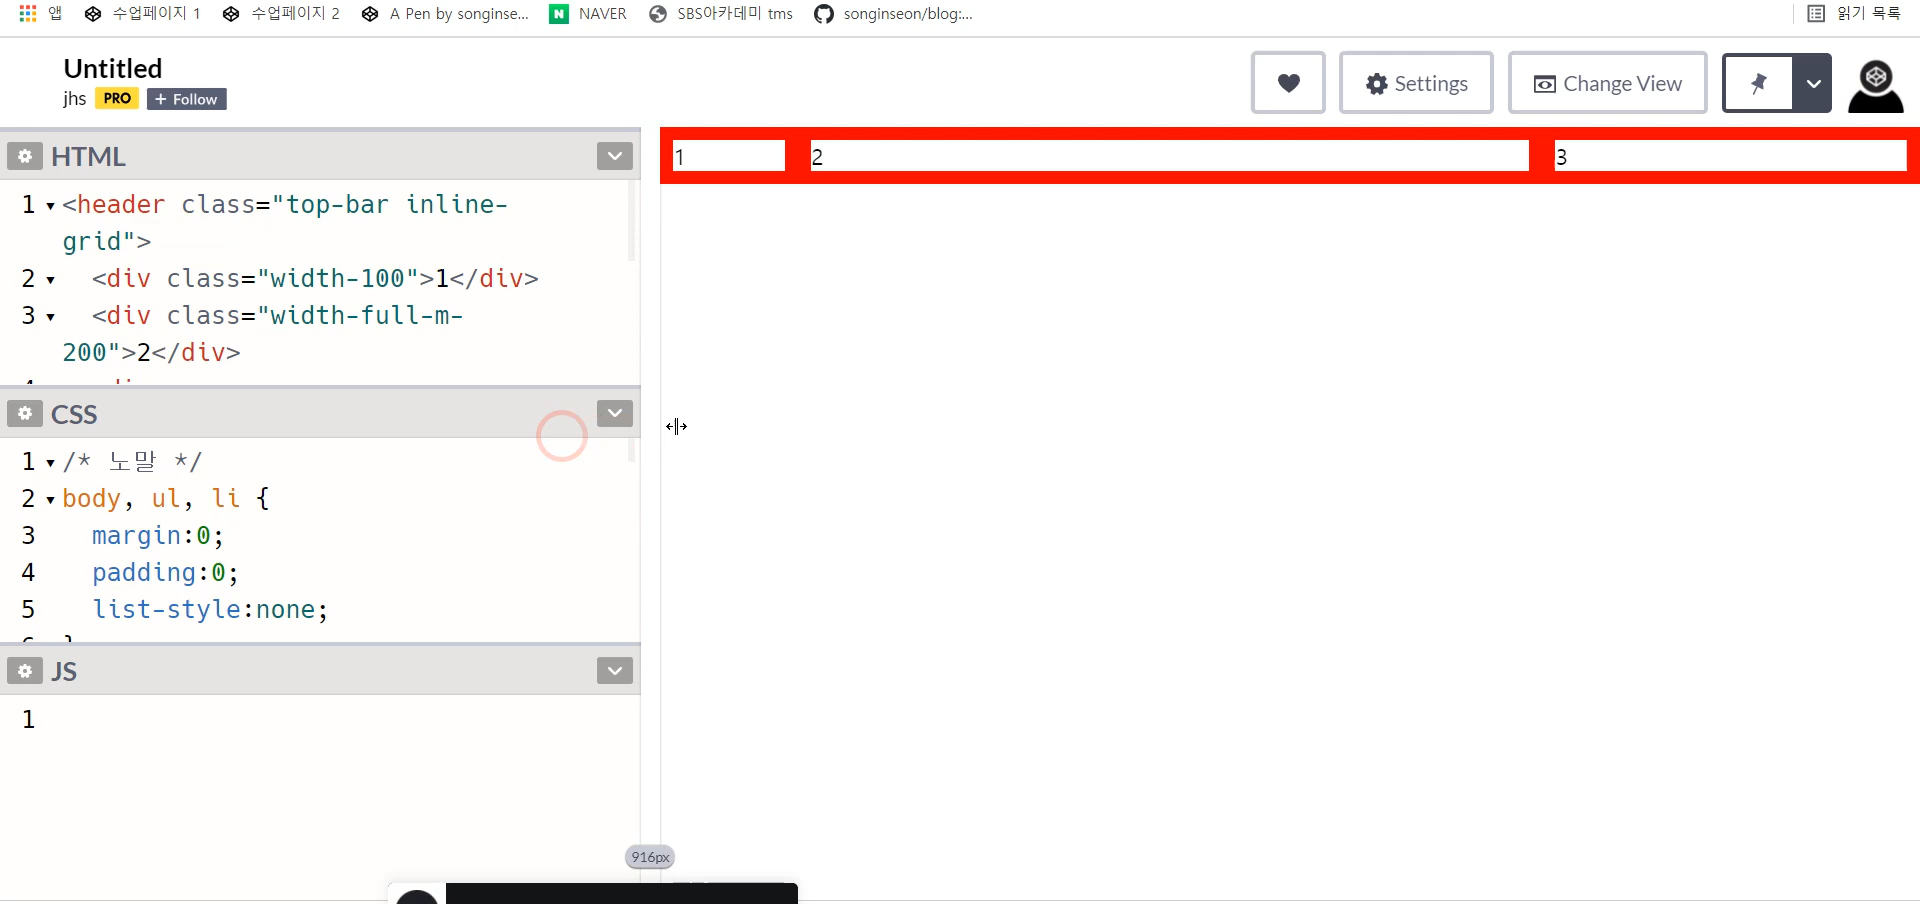 앱 수업페이지 1 수업페이지 2 A Pen by songinse... NAVER SBS아카데미 tms songinseon/blog:... 읽기 목록
Untitled
jhs PRO + Follow
Settings Change View
HTML
1 <header class="top-bar inline-
grid">
2 <div class="width-100">1</div>
3 <div class="width-full-m-
200">2</div>
CSS
1 /* 노말 */
2 body, ul, li {
3 margin:0;
4 padding:0;
5 list-style:none;
JS
1
916px
1 2 3